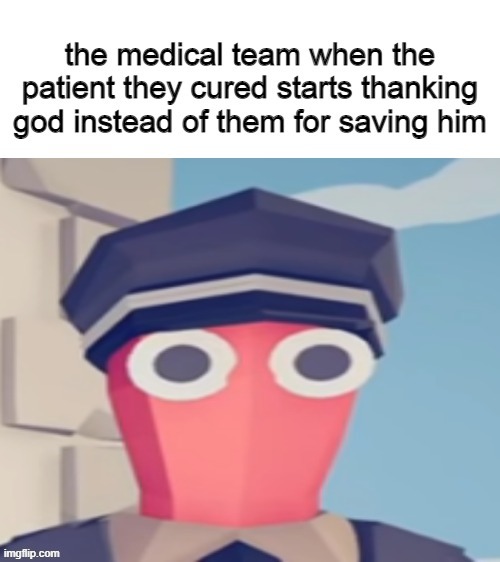 the medical team when the
patient they cured starts thanking
god instead of them for saving him
imgflip.com